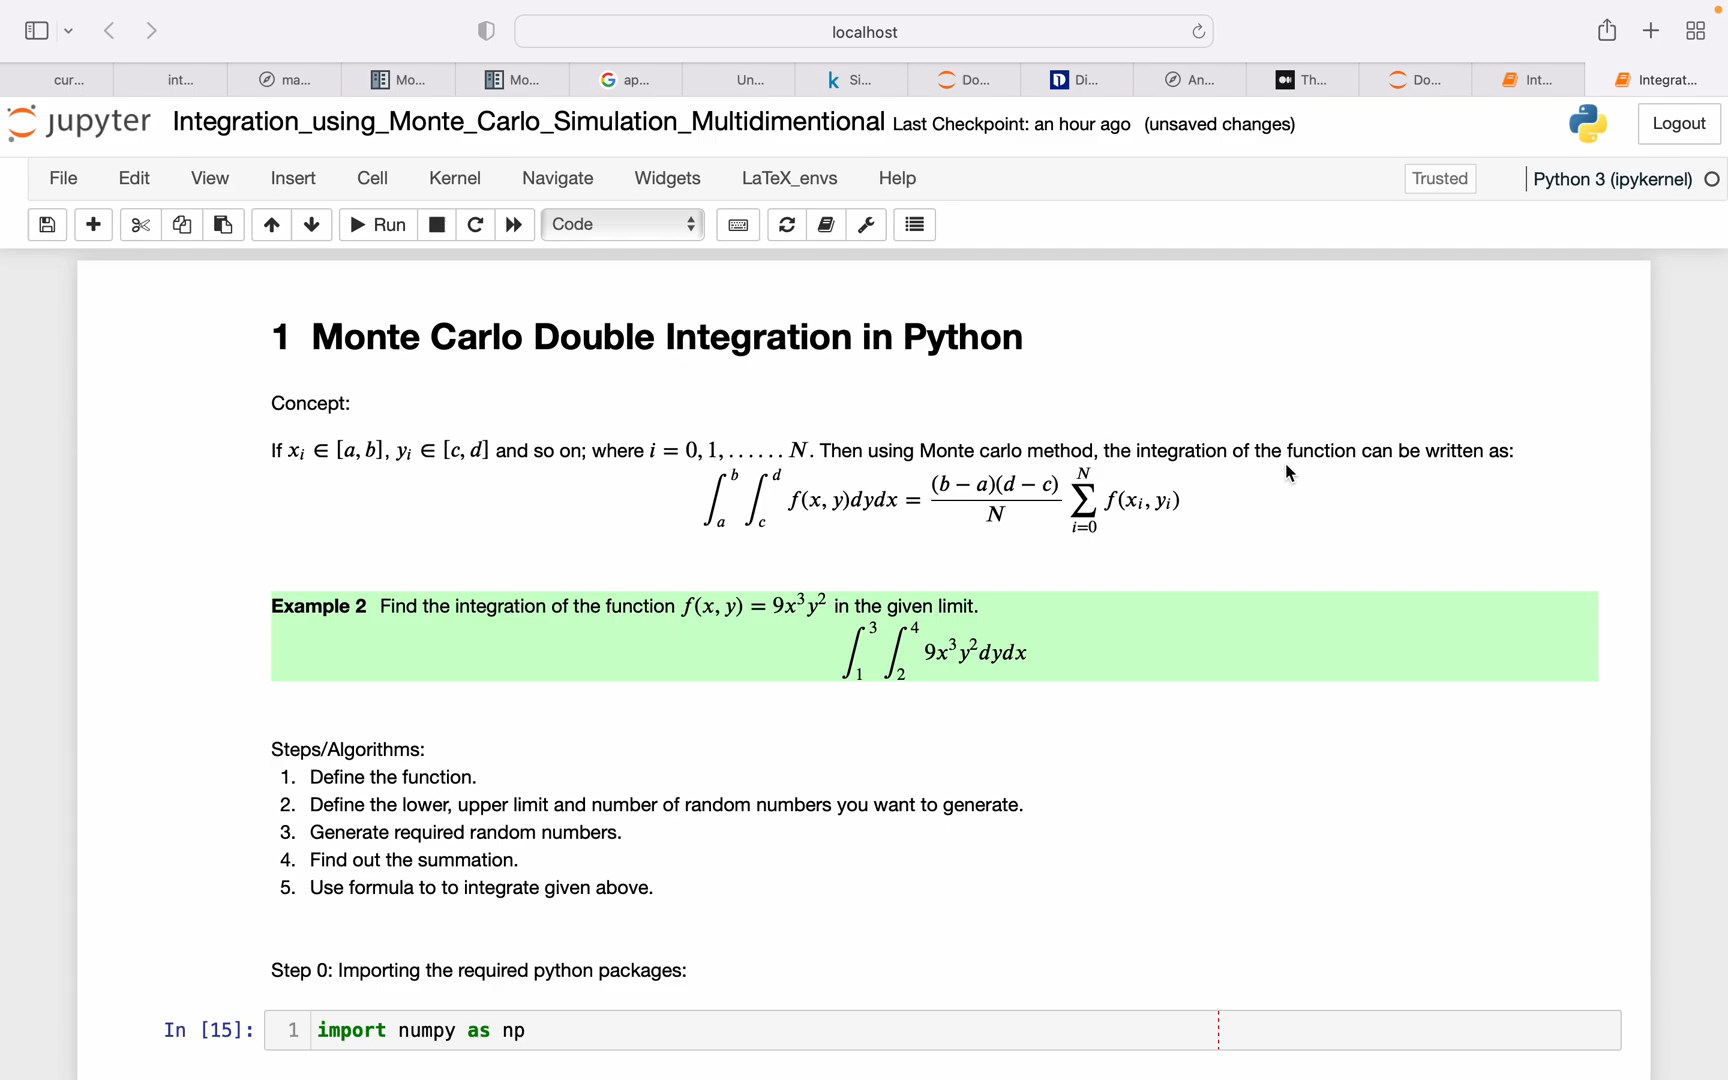 localhost
cur...
int...
ma...
Mo...
Mo...
ap...
Un...
Si...
Do...
Di...
An...
Th...
Do...
Int...
Integrat...
jupyter Integration_using_Monte_Carlo_Simulation_Multidimentional Last Checkpoint: an hour ago (unsaved changes)
Logout
File Edit View Insert Cell Kernel Navigate Widgets LaTeX_envs Help
Trusted
Python 3 (ipykernel)
Run
Code
1 Monte Carlo Double Integration in Python
Concept:
If xᵢ ∈ [a, b], yᵢ ∈ [c, d] and so on; where i = 0, 1, . . . . . . N. Then using Monte carlo method, the integration of the function can be written as:
∫_a^b ∫_c^d f(x, y)dydx = (b − a)(d − c)/N ∑_{i=0}^N f(xᵢ, yᵢ)
Example 2 Find the integration of the function f(x, y) = 9x³y² in the given limit.
∫_1^3 ∫_2^4 9x³y²dydx
Steps/Algorithms:
1. Define the function.
2. Define the lower, upper limit and number of random numbers you want to generate.
3. Generate required random numbers.
4. Find out the summation.
5. Use formula to to integrate given above.
Step 0: Importing the required python packages:
In [15]: 1 import numpy as np